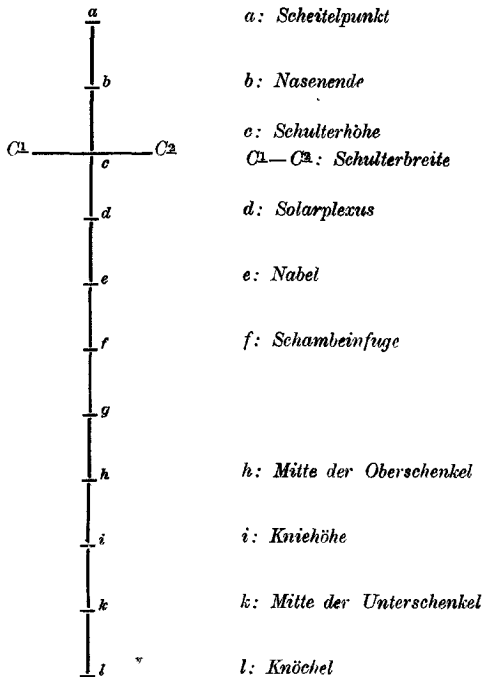 a
a: Scheitelpunkt
b
b: Nasenende
c: Schulterhöhe
C1 C2
c
C1—C2: Schulterbreite
d
d: Solarplexus
e
e: Nabel
f
f: Schambeinfuge
g
h
h: Mitte der Oberschenkel
i
i: Kniehöhe
k
k: Mitte der Unterschenkel
l
l: Knöchel